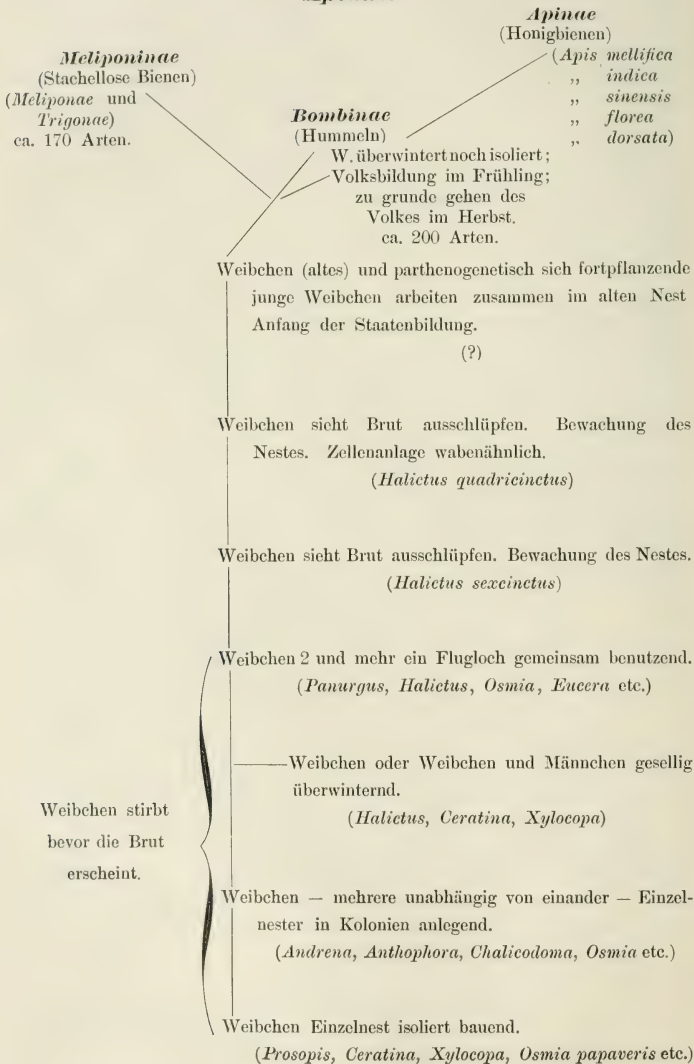 Apinae
(Honigbienen)
(Apis mellifica
„ indica
„ sinensis
„ florea
„ dorsata)
Meliponinae
(Stachellose Bienen)
(Meliponae und
Trigonae)
ca. 170 Arten.
Bombinae
(Hummeln)
W. überwintert noch isoliert;
Volksbildung im Frühling;
zu grunde gehen des
Volkes im Herbst.
ca. 200 Arten.
Weibchen (altes) und parthenogenetisch sich fortpflanzende
junge Weibchen arbeiten zusammen im alten Nest
Anfang der Staatenbildung.
(?)
Weibchen sieht Brut ausschlüpfen. Bewachung des
Nestes. Zellenanlage wabenähnlich.
(Halictus quadricinctus)
Weibchen sieht Brut ausschlüpfen. Bewachung des Nestes.
(Halictus sexcinctus)
Weibchen 2 und mehr ein Flugloch gemeinsam benutzend.
(Panurgus, Halictus, Osmia, Eucera etc.)
Weibchen oder Weibchen und Männchen gesellig
überwinternd.
(Halictus, Ceratina, Xylocopa)
Weibchen stirbt
bevor die Brut
erscheint.
Weibchen — mehrere unabhängig von einander — Einzel-
nester in Kolonien anlegend.
(Andrena, Anthophora, Chalicodoma, Osmia etc.)
Weibchen Einzelnest isoliert bauend.
(Prosopis, Ceratina, Xylocopa, Osmia papaveris etc.)